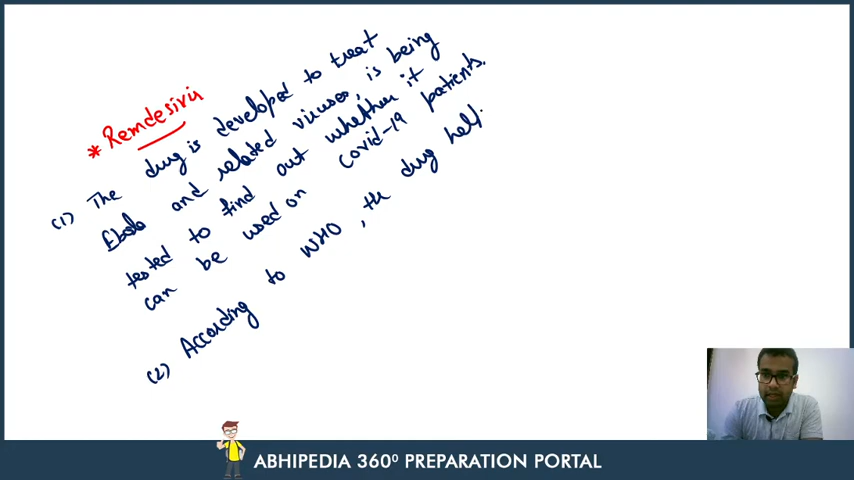 * Remdesivir
(1) The drug is developed to treat
Ebola and related viruses, is being
tested to find out whether it
can be used on covid-19 patients.
(2) According to WHO, the drug help
ABHIPEDIA 360⁰ PREPARATION PORTAL